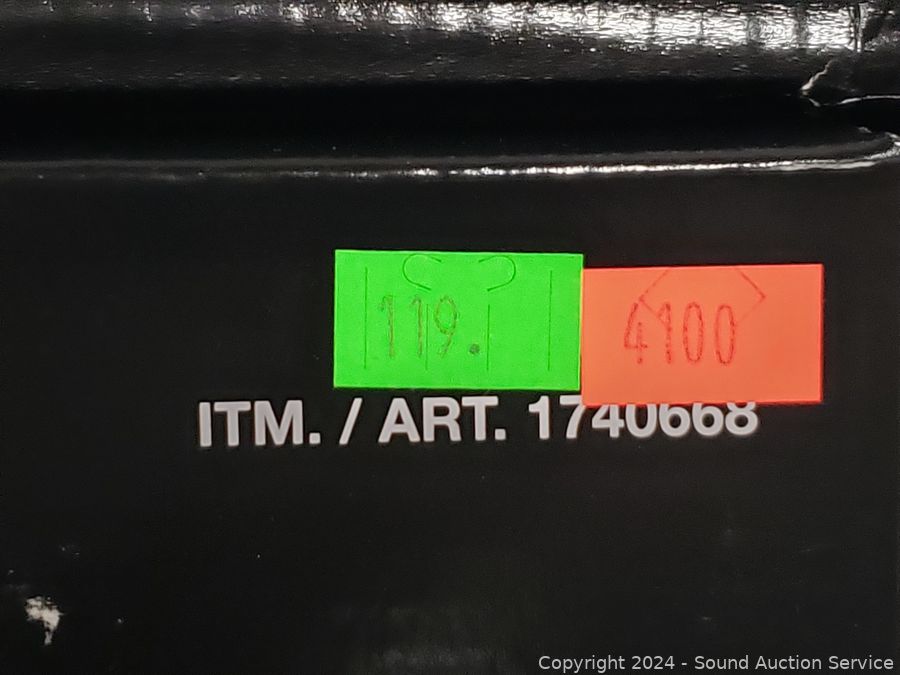 119.
4100
ITM. / ART. 1740668
Copyright 2024 - Sound Auction Service